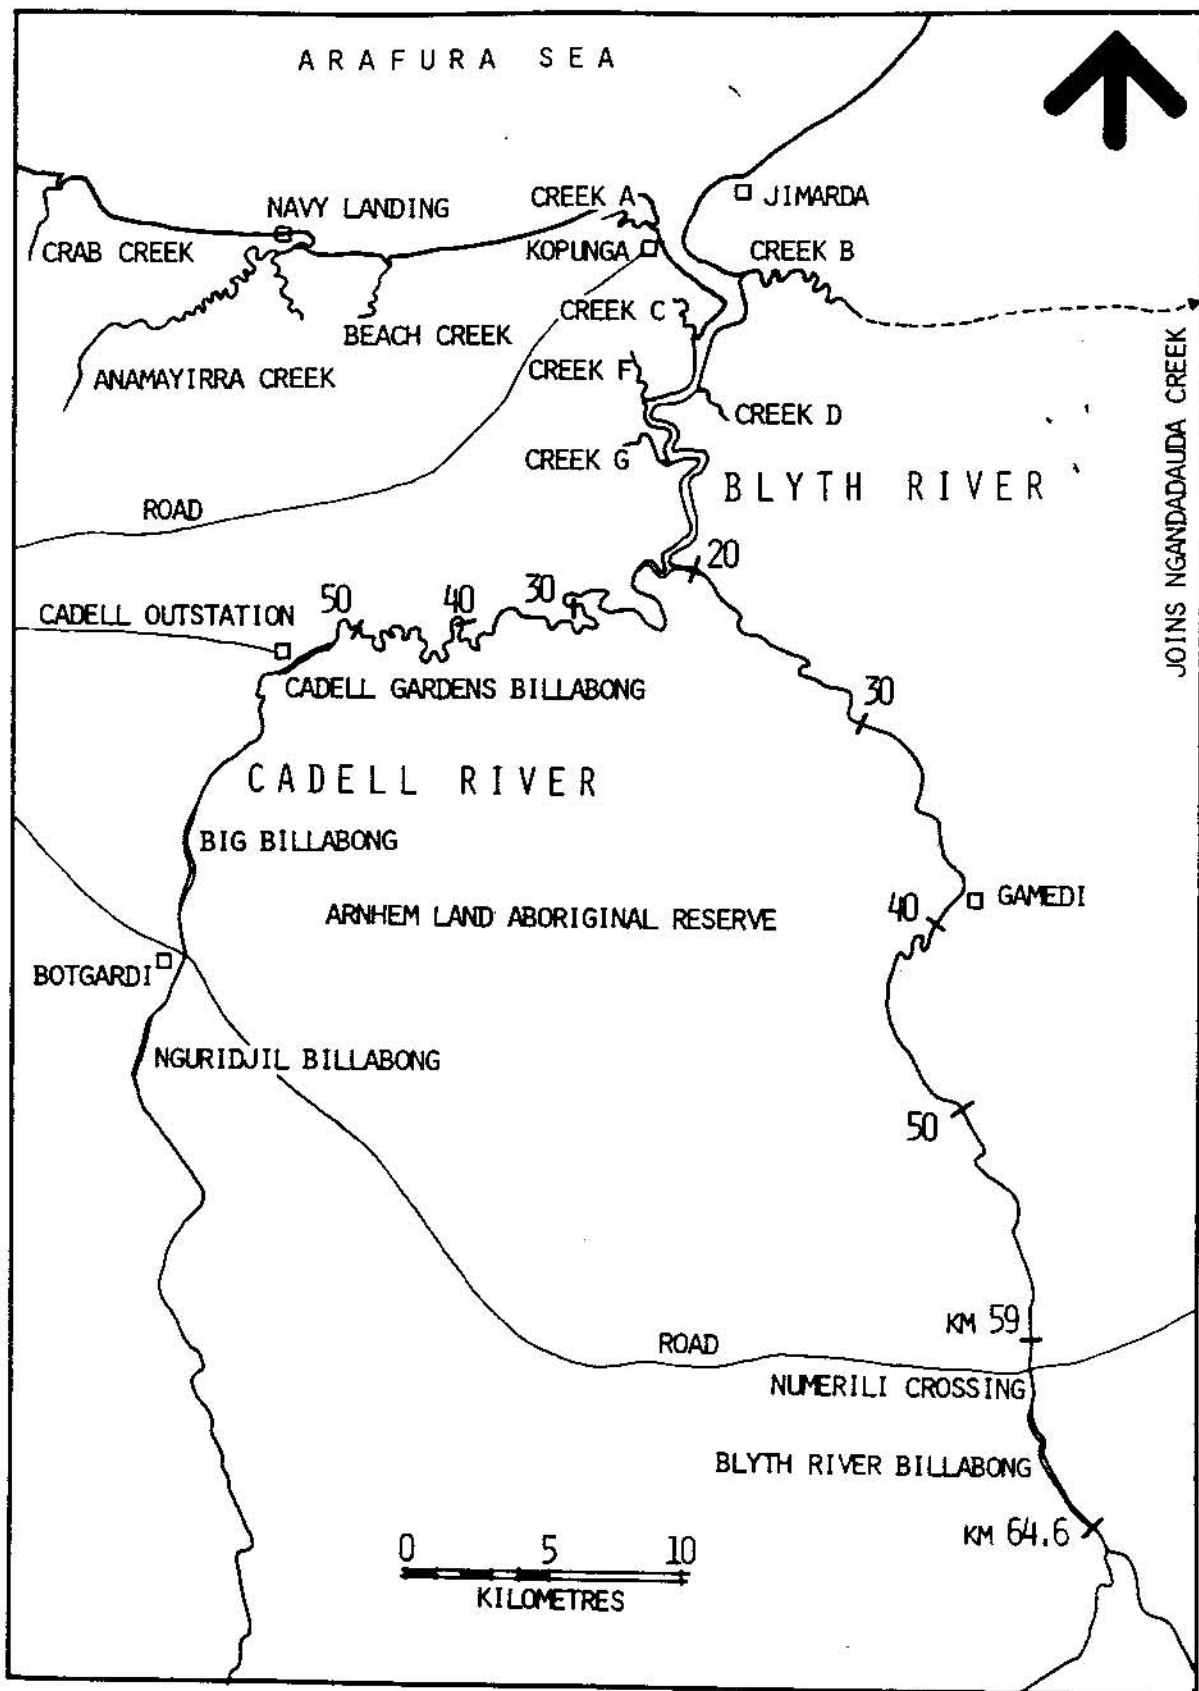 ARAFURA SEA
CREEK A
JIMARDA
NAVY LANDING
KOPUNGA
CREEK B
CRAB CREEK
CREEK C
BEACH CREEK
ANAMAYIRRA CREEK
CREEK F
CREEK D
CREEK G
BLYTH RIVER
JOINS NGANDADAUDA CREEK
ROAD
20
50
40
30
CADELL OUTSTATION
CADELL GARDENS BILLABONG
30
CADELL RIVER
BIG BILLABONG
ARNHEM LAND ABORIGINAL RESERVE
40
GAMEDI
BOTGARDI
NGURIDJIL BILLABONG
50
KM 59
ROAD
NUMERILI CROSSING
BLYTH RIVER BILLABONG
KM 64.6
0 5 10
KILOMETRES